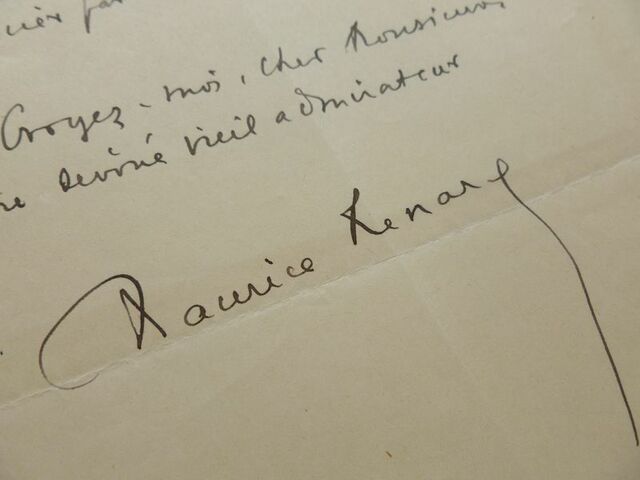 Croyez-moi, cher Monsieur,
dévoué vieil admirateur
Maurice Renard